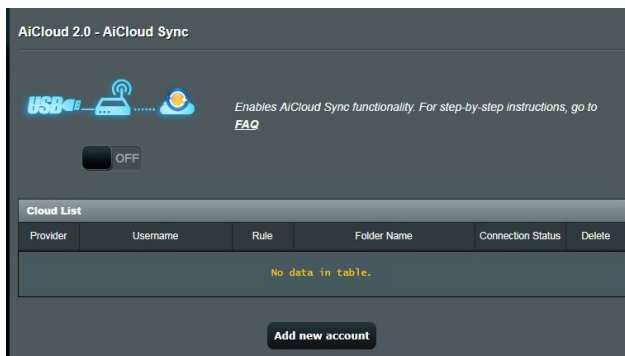 AiCloud 2.0 - AiCloud Sync
USB
Enables AiCloud Sync functionality. For step-by-step instructions, go to
FAQ
OFF
Cloud List
Provider Username Rule Folder Name Connection Status Delete
No data in table.
Add new account